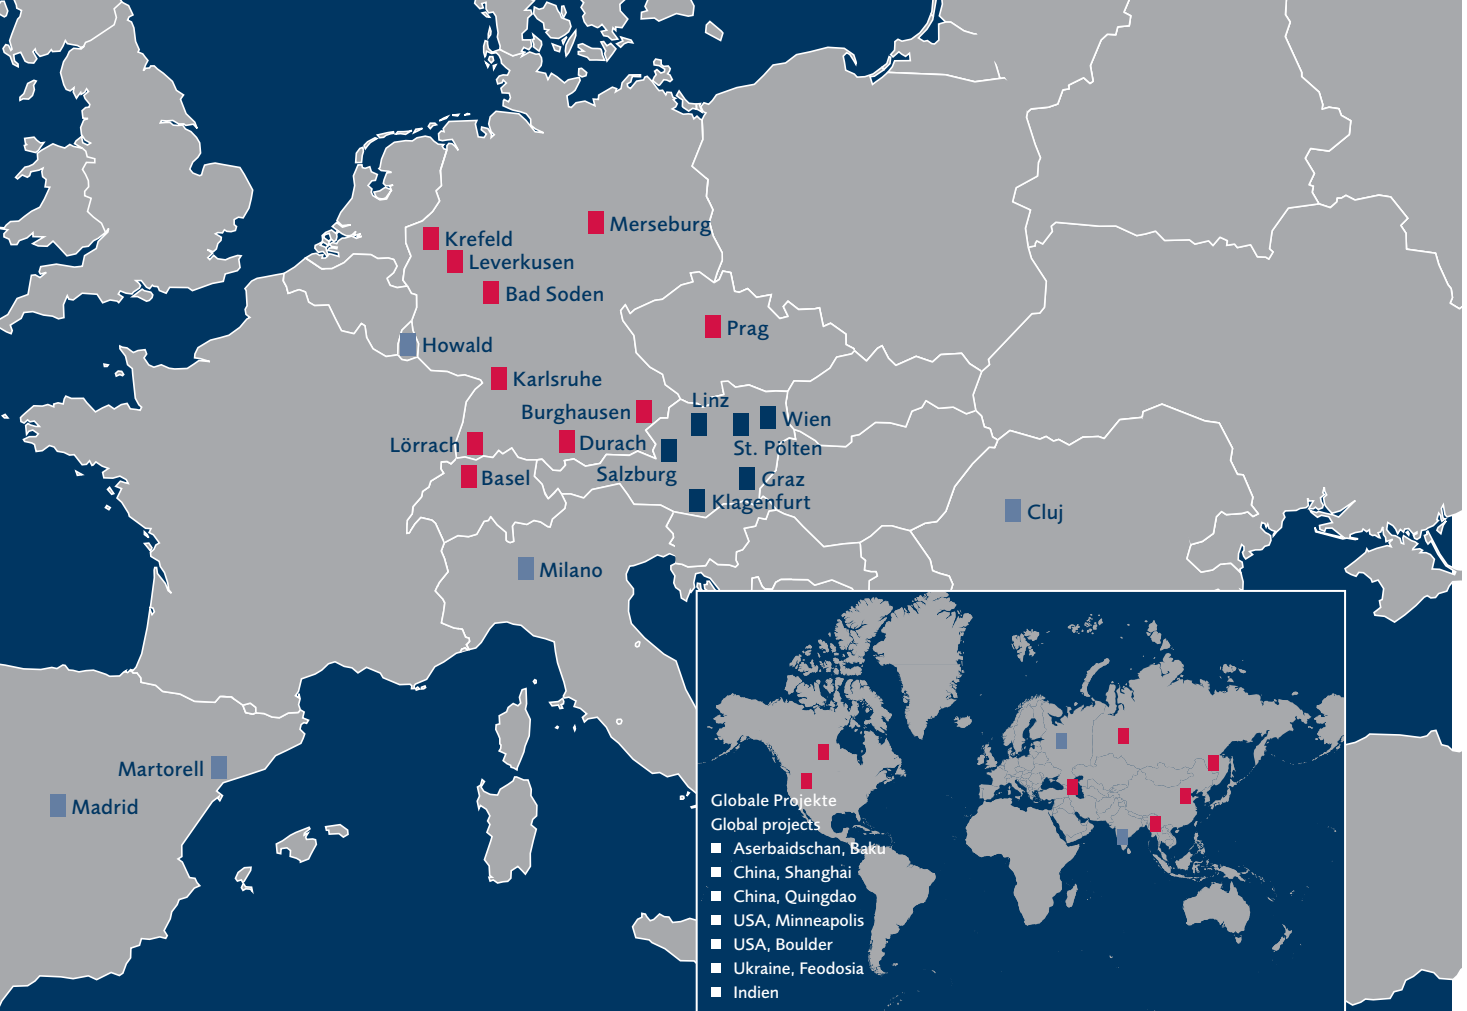 Merseburg
Krefeld
Leverkusen
Bad Soden
Prag
Howald
Karlsruhe
Linz
Burghausen
Wien
Lörrach
Durach
St. Pölten
Salzburg
Basel
Graz
Klagenfurt
Cluj
Milano
Martorell
Madrid
Globale Projekte
Global projects
Aserbaidschan, Baku
China, Shanghai
China, Quingdao
USA, Minneapolis
USA, Boulder
Ukraine, Feodosia
Indien